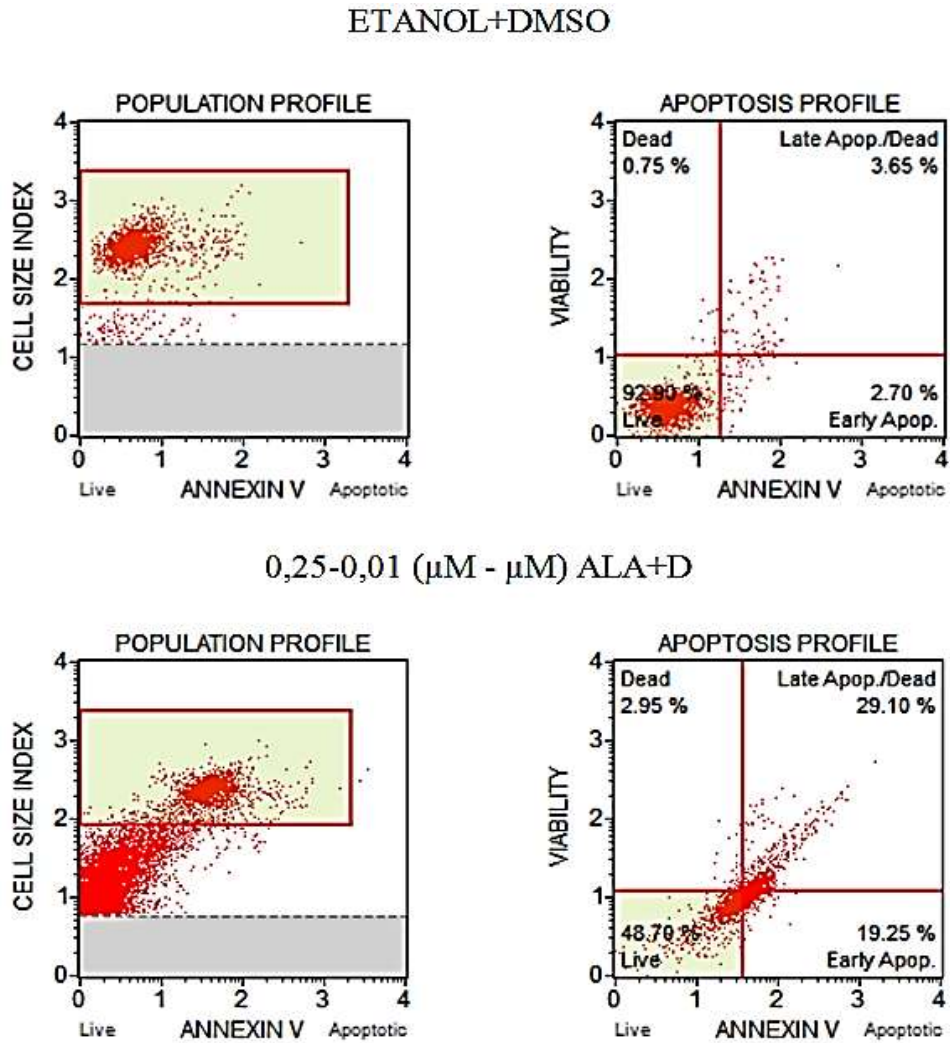 ETANOL+DMSO
POPULATION PROFILE
CELL SIZE INDEX
4
3
2
1
0
0 1 2 3 4
Live ANNEXIN V Apoptotic
APOPTOSIS PROFILE
VIABILITY
4
3
2
1
0
Dead Late Apop./Dead
0.75 % 3.65 %
92.90 % 2.70 %
Live Early Apop.
0 1 2 3 4
Live ANNEXIN V Apoptotic
0,25-0,01 (μM - μM) ALA+D
POPULATION PROFILE
CELL SIZE INDEX
4
3
2
1
0
0 1 2 3 4
Live ANNEXIN V Apoptotic
APOPTOSIS PROFILE
VIABILITY
4
3
2
1
0
Dead Late Apop./Dead
2.95 % 29.10 %
48.70 % 19.25 %
Live Early Apop.
0 1 2 3 4
Live ANNEXIN V Apoptotic